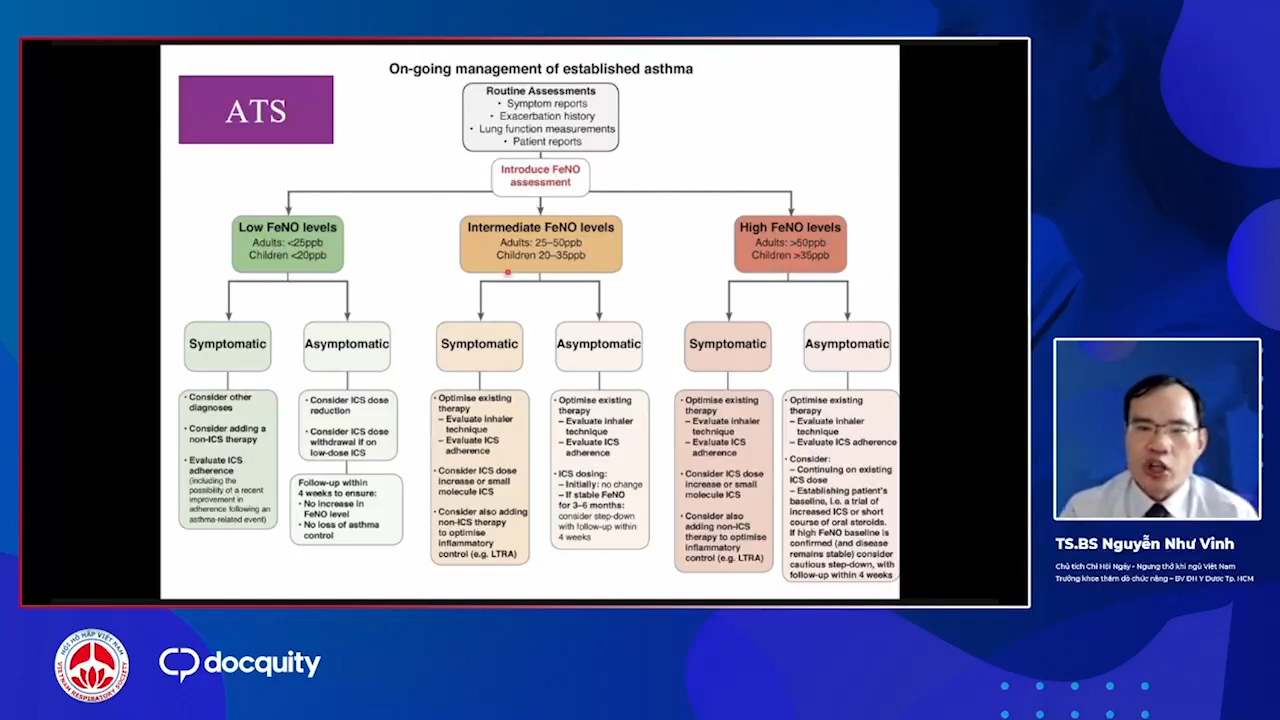 On-going management of established asthma
ATS
Routine Assessments
• Symptom reports
• Exacerbation history
• Lung function measurements
• Patient reports
Introduce FeNO
assessment
Low FeNO levels
Adults: <25ppb
Children <20ppb
Intermediate FeNO levels
Adults: 25–50ppb
Children 20–35ppb
High FeNO levels
Adults: >50ppb
Children >35ppb
Symptomatic
Asymptomatic
Symptomatic
Asymptomatic
Symptomatic
Asymptomatic
• Consider other
diagnoses
• Consider adding a
non-ICS therapy
• Evaluate ICS
adherence
(including the
possibility of a recent
improvement in
adherence following an
asthma-related event)
• Consider ICS dose
reduction
• Consider ICS dose
withdrawal if on
low-dose ICS
Follow-up within
4 weeks to ensure:
• No increase in
FeNO level
• No loss of asthma
control
• Optimise existing
therapy
– Evaluate inhaler
technique
– Evaluate ICS
adherence
• Consider ICS dose
increase or small
molecule ICS
• Consider also adding
non-ICS therapy
to optimise
inflammatory
control (e.g. LTRA)
• Optimise existing
therapy
– Evaluate inhaler
technique
– Evaluate ICS
adherence
• ICS dosing:
– Initially: no change
– If stable FeNO
for 3–6 months:
consider step-down
with follow-up within
4 weeks
• Optimise existing
therapy
– Evaluate inhaler
technique
– Evaluate ICS
adherence
• Consider ICS dose
increase or small
molecule ICS
• Consider also
adding non-ICS
therapy to optimise
inflammatory
control (e.g. LTRA)
• Optimise existing
therapy
– Evaluate inhaler
technique
– Evaluate ICS adherence
• Consider:
– Continuing on existing
ICS dose
– Establishing patient's
baseline, i.e. a trial of
increased ICS or short
course of oral steroids.
If high FeNO baseline is
confirmed (and disease
remains stable) consider
cautious step-down, with
follow-up within 4 weeks
TS.BS Nguyễn Như Vinh
Chủ tịch Chi Hội Ngáy - Ngưng thở khi ngủ Việt Nam
Trưởng khoa thăm dò chức năng – BV ĐH Y Dược Tp. HCM
HỘI HÔ HẤP VIỆT NAM
VIETNAM RESPIRATORY SOCIETY
docquity